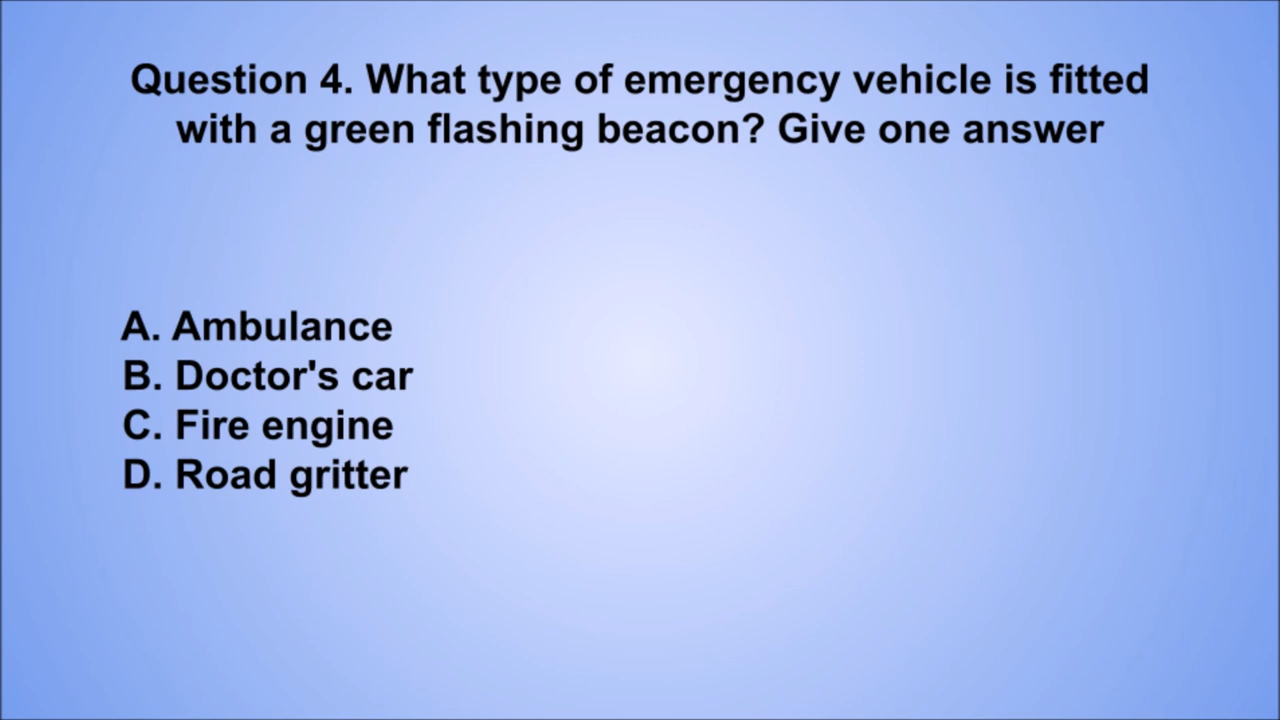 Question 4. What type of emergency vehicle is fitted
with a green flashing beacon? Give one answer
A. Ambulance
B. Doctor's car
C. Fire engine
D. Road gritter